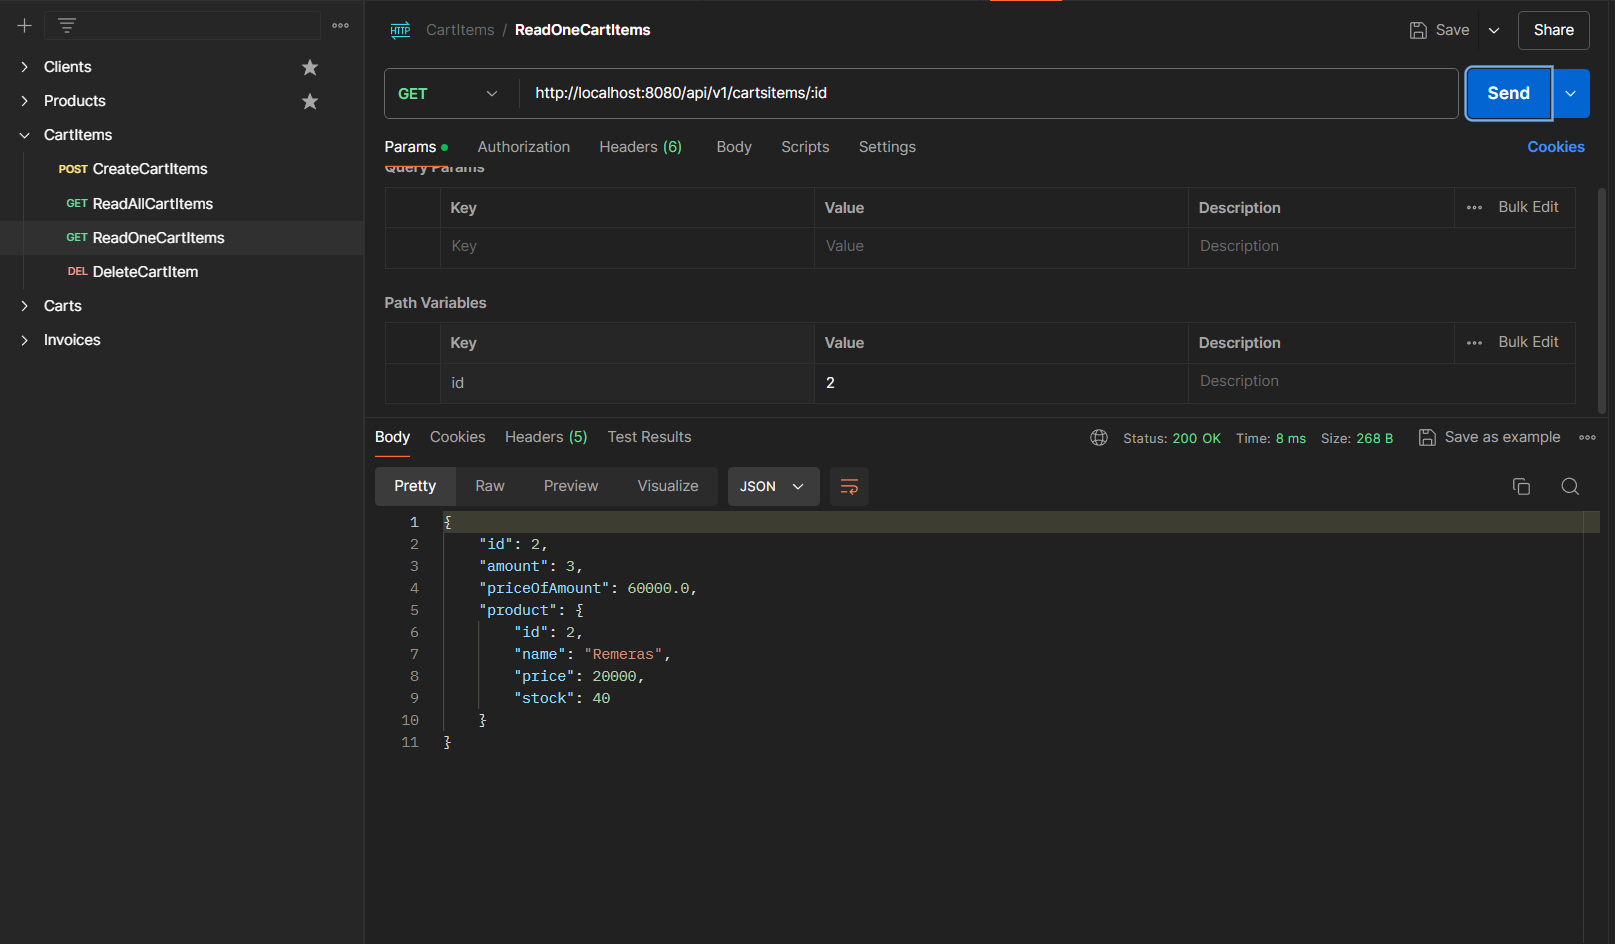 Clients
Products
CartItems
POST CreateCartItems
GET ReadAllCartItems
GET ReadOneCartItems
DEL DeleteCartItem
Carts
Invoices
HTTP CartItems / ReadOneCartItems
Save
Share
GET
http://localhost:8080/api/v1/cartsitems/:id
Send
Params
Authorization
Headers (6)
Body
Scripts
Settings
Cookies
Query Params
Key Value Description Bulk Edit
Key Value Description
Path Variables
Key Value Description Bulk Edit
id 2 Description
Body Cookies Headers (5) Test Results
Status: 200 OK Time: 8 ms Size: 268 B Save as example
Pretty Raw Preview Visualize JSON
1 {
2 "id": 2,
3 "amount": 3,
4 "priceOfAmount": 60000.0,
5 "product": {
6 "id": 2,
7 "name": "Remeras",
8 "price": 20000,
9 "stock": 40
10 }
11 }